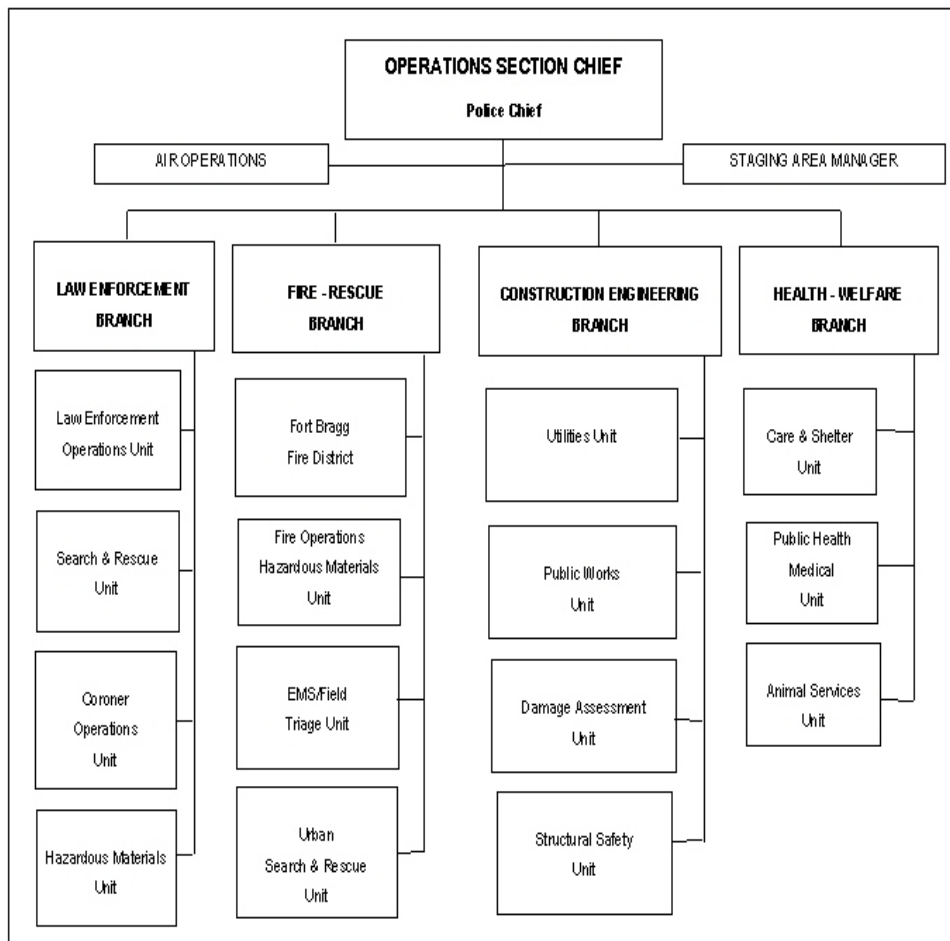 OPERATIONS SECTION CHIEF
Police Chief
AIR OPERATIONS
STAGING AREA MANAGER
LAW ENFORCEMENT
BRANCH
FIRE - RESCUE
BRANCH
CONSTRUCTION ENGINEERING
BRANCH
HEALTH - WELFARE
BRANCH
Law Enforcement
Operations Unit
Search & Rescue
Unit
Coroner
Operations
Unit
Hazardous Materials
Unit
Fort Bragg
Fire District
Fire Operations
Hazardous Materials
Unit
EMS/Field
Triage Unit
Urban
Search & Rescue
Unit
Utilities Unit
Public Works
Unit
Damage Assessment
Unit
Structural Safety
Unit
Care & Shelter
Unit
Public Health
Medical
Unit
Animal Services
Unit